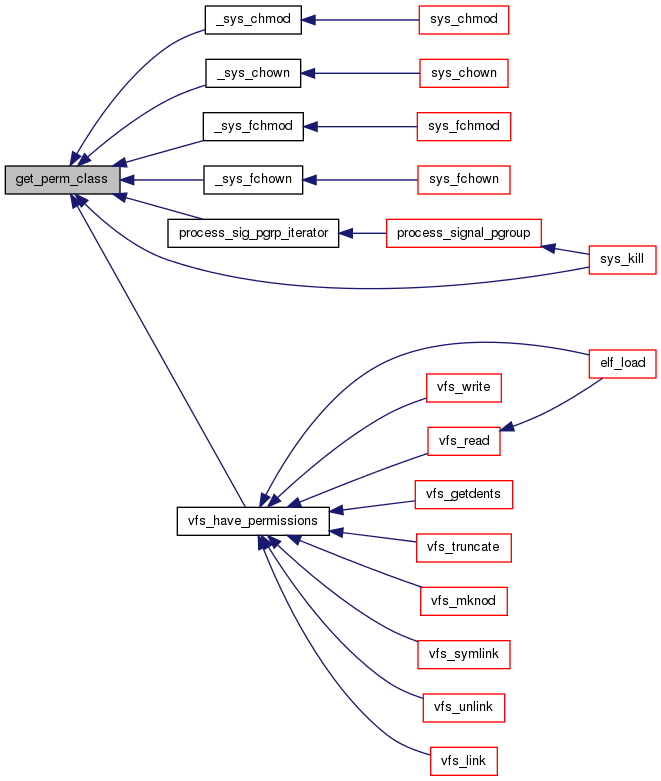 _sys_chmod
sys_chmod
_sys_chown
sys_chown
_sys_fchmod
sys_fchmod
get_perm_class
_sys_fchown
sys_fchown
process_sig_pgrp_iterator
process_signal_pgroup
sys_kill
elf_load
vfs_write
vfs_read
vfs_getdents
vfs_have_permissions
vfs_truncate
vfs_mknod
vfs_symlink
vfs_unlink
vfs_link